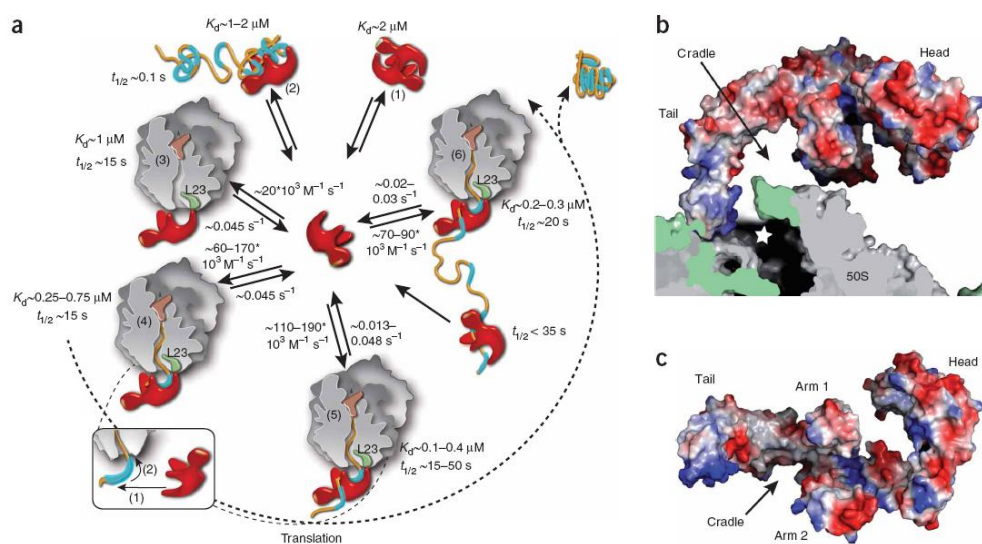 a
Kd~1–2 μM
t1/2 ~0.1 s
(2)
Kd~2 μM
(1)
Kd~1 μM
t1/2 ~15 s
(3)
L23
~20*10³ M⁻¹ s⁻¹
~0.045 s⁻¹
(6)
L23
~0.02–
0.03 s⁻¹
~70–90*
10³ M⁻¹ s⁻¹
Kd~0.2–0.3 μM
t1/2 ~20 s
~60–170*
10³ M⁻¹ s⁻¹
~0.045 s⁻¹
Kd~0.25–0.75 μM
t1/2 ~15 s
(4)
L23
~110–190*
10³ M⁻¹ s⁻¹
~0.013–
0.048 s⁻¹
t1/2 < 35 s
(5)
L23
Kd~0.1–0.4 μM
t1/2 ~15–50 s
(2)
(1)
Translation
b
Cradle
Head
Tail
50S
c
Tail
Arm 1
Head
Cradle
Arm 2